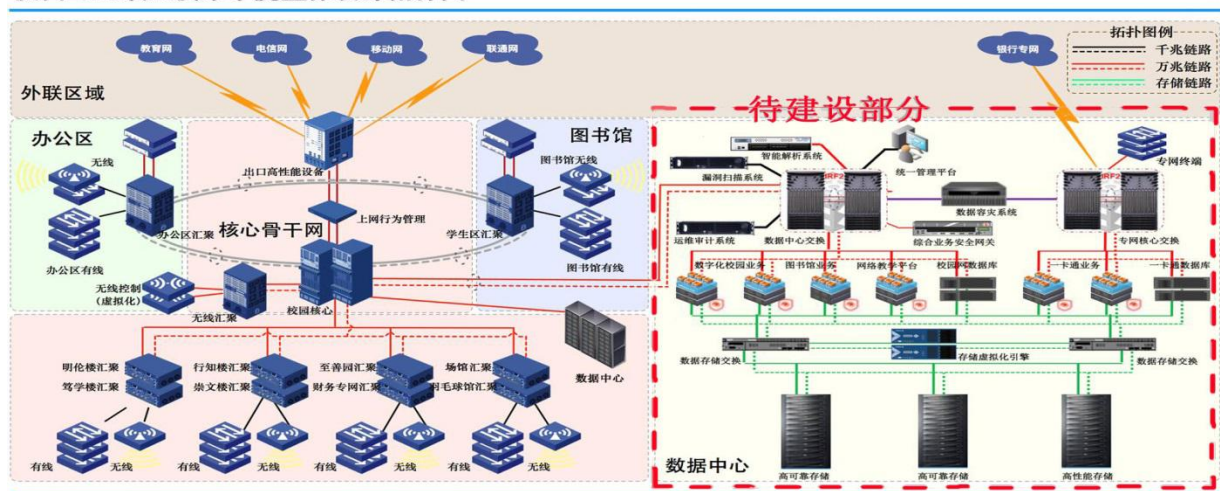 教育网
电信网
移动网
联通网
银行专网
拓扑图例
千兆链路
万兆链路
存储链路
外联区域
待建设部分
办公区
无线
办公区汇聚
办公区有线
出口高性能设备
上网行为管理
核心骨干网
校园核心
图书馆
图书馆无线
学生区汇聚
图书馆有线
无线控制
(虚拟化)
无线汇聚
数据中心
明伦楼汇聚
笃学楼汇聚
行知楼汇聚
崇文楼汇聚
至善园汇聚
财务专网汇聚
场馆汇聚
羽毛球馆汇聚
有线
无线
有线
无线
有线
无线
有线
无线
智能解析系统
统一管理平台
漏洞扫描系统
IRF2
IRF2
专网终端
数据容灾系统
运维审计系统
数据中心交换
综合业务安全网关
专网核心交换
数字化校园业务
图书馆业务
网络教学平台
校园网数据库
一卡通业务
一卡通数据库
数据存储交换
存储虚拟化引擎
数据存储交换
数据中心
高可靠存储
高可靠存储
高性能存储